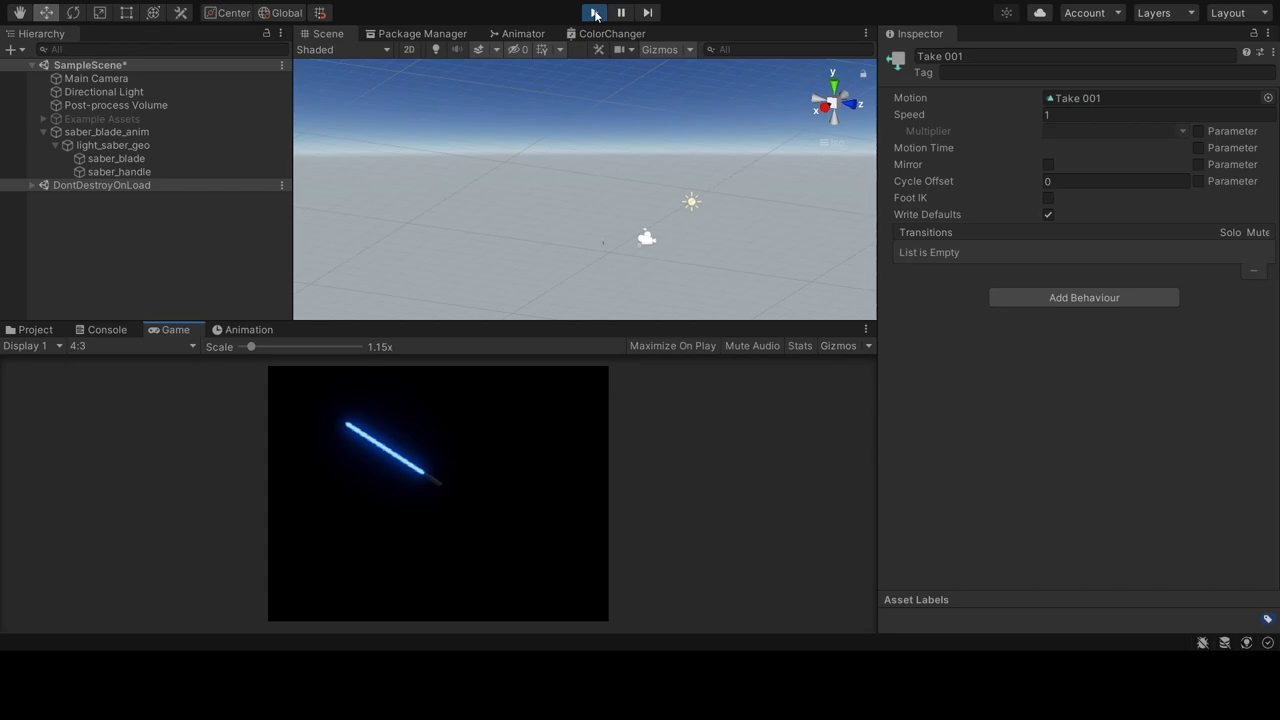 Center Global Account Layers Layout
Hierarchy
All
SampleScene*
Main Camera
Directional Light
Post-process Volume
Example Assets
saber_blade_anim
light_saber_geo
saber_blade
saber_handle
DontDestroyOnLoad
Scene Package Manager Animator ColorChanger
Shaded 2D 0 Gizmos All
y
x
z
Project Console Game Animation
Display 1 4:3 Scale 1.15x Maximize On Play Mute Audio Stats Gizmos
Inspector
Take 001
Tag
Motion Take 001
Speed 1
Multiplier Parameter
Motion Time Parameter
Mirror Parameter
Cycle Offset 0 Parameter
Foot IK
Write Defaults
Transitions Solo Mute
List is Empty
Add Behaviour
Asset Labels